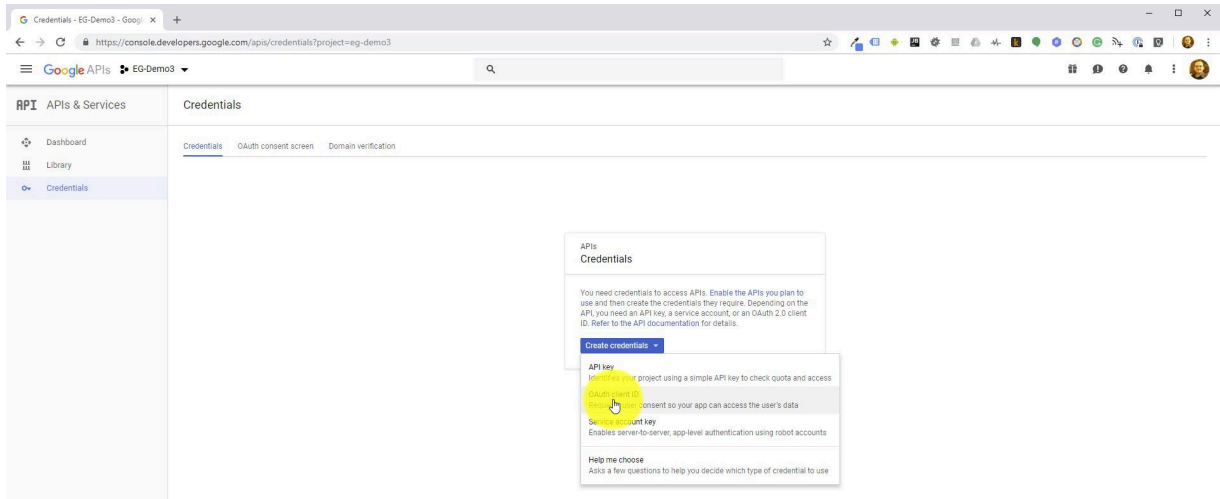 Credentials - EG-Demo3 - Googl
https://console.developers.google.com/apis/credentials?project=eg-demo3
Google APIs EG-Demo3
API APIs & Services
Credentials
Dashboard
Library
Credentials
Credentials OAuth consent screen Domain verification
APIs
Credentials
You need credentials to access APIs. Enable the APIs you plan to
use and then create the credentials they require. Depending on the
API, you need an API key, a service account, or an OAuth 2.0 client
ID. Refer to the API documentation for details.
Create credentials
API key
Identifies your project using a simple API key to check quota and access
OAuth client ID
consent so your app can access the user's data
Service account key
Enables server-to-server, app-level authentication using robot accounts
Help me choose
Asks a few questions to help you decide which type of credential to use